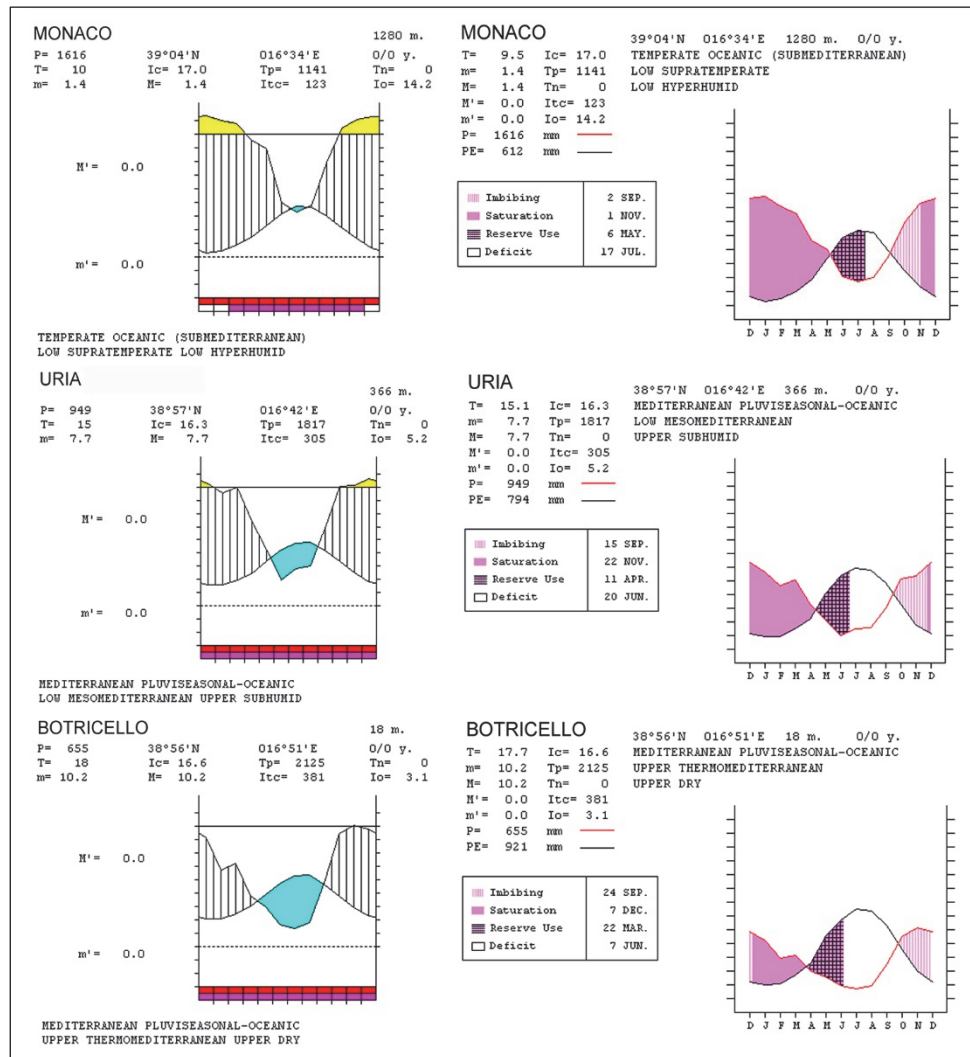 MONACO
1280 m.
P= 1616 39°04'N 016°34'E 0/0 y.
T= 10 Ic= 17.0 Tp= 1141 Tn= 0
m= 1.4 M= 1.4 Itc= 123 Io= 14.2
M'= 0.0
m'= 0.0
TEMPERATE OCEANIC (SUBMEDITERRANEAN)
LOW SUPRATEMPERATE LOW HYPERHUMID
MONACO
39°04'N 016°34'E 1280 m. 0/0 y.
T= 9.5 Ic= 17.0 TEMPERATE OCEANIC (SUBMEDITERRANEAN)
m= 1.4 Tp= 1141 LOW SUPRATEMPERATE
M= 1.4 Tn= 0 LOW HYPERHUMID
M'= 0.0 Itc= 123
m'= 0.0 Io= 14.2
P= 1616 mm
PE= 612 mm
Imbibing 2 SEP.
Saturation 1 NOV.
Reserve Use 6 MAY.
Deficit 17 JUL.
D J F M A M J J A S O N D
URIA
366 m.
P= 949 38°57'N 016°42'E 0/0 y.
T= 15 Ic= 16.3 Tp= 1817 Tn= 0
m= 7.7 M= 7.7 Itc= 305 Io= 5.2
M'= 0.0
m'= 0.0
MEDITERRANEAN PLUVISEASONAL-OCEANIC
LOW MESOMEDITERRANEAN UPPER SUBHUMID
URIA
38°57'N 016°42'E 366 m. 0/0 y.
T= 15.1 Ic= 16.3 MEDITERRANEAN PLUVISEASONAL-OCEANIC
m= 7.7 Tp= 1817 LOW MESOMEDITERRANEAN
M= 7.7 Tn= 0 UPPER SUBHUMID
M'= 0.0 Itc= 305
m'= 0.0 Io= 5.2
P= 949 mm
PE= 794 mm
Imbibing 15 SEP.
Saturation 22 NOV.
Reserve Use 11 APR.
Deficit 20 JUN.
D J F M A M J J A S O N D
BOTRICELLO
18 m.
P= 655 38°56'N 016°51'E 0/0 y.
T= 18 Ic= 16.6 Tp= 2125 Tn= 0
m= 10.2 M= 10.2 Itc= 381 Io= 3.1
M'= 0.0
m'= 0.0
MEDITERRANEAN PLUVISEASONAL-OCEANIC
UPPER THERMOMEDITERRANEAN UPPER DRY
BOTRICELLO
38°56'N 016°51'E 18 m. 0/0 y.
T= 17.7 Ic= 16.6 MEDITERRANEAN PLUVISEASONAL-OCEANIC
m= 10.2 Tp= 2125 UPPER THERMOMEDITERRANEAN
M= 10.2 Tn= 0 UPPER DRY
M'= 0.0 Itc= 381
m'= 0.0 Io= 3.1
P= 655 mm
PE= 921 mm
Imbibing 24 SEP.
Saturation 7 DEC.
Reserve Use 22 MAR.
Deficit 7 JUN.
D J F M A M J J A S O N D